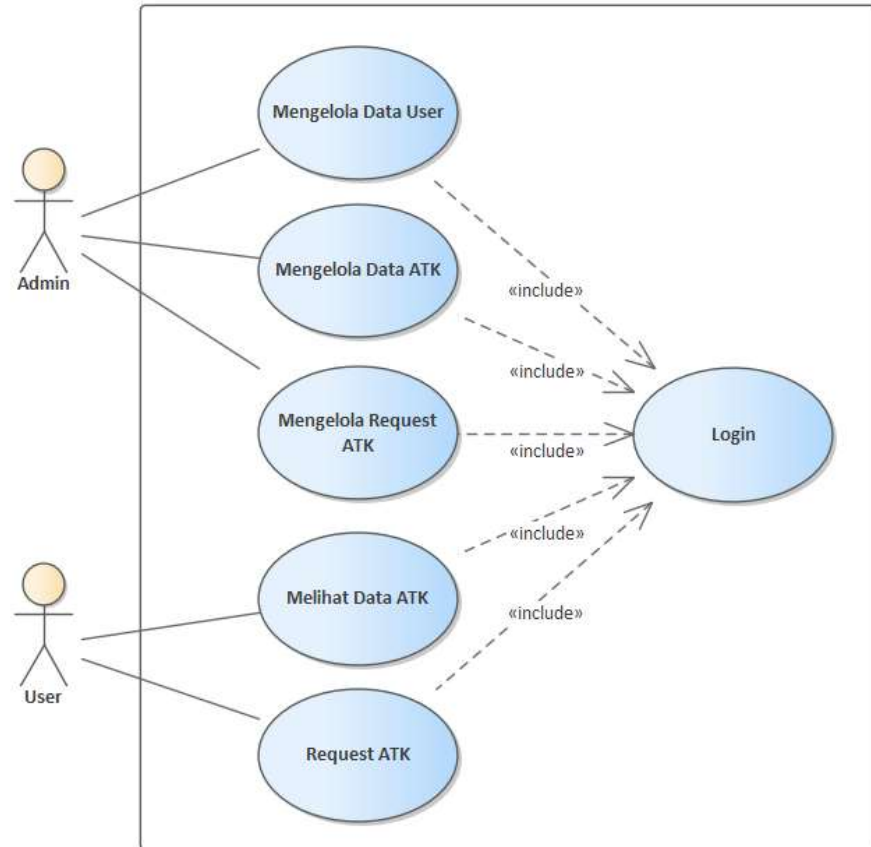 Mengelola Data User
Admin
Mengelola Data ATK
«include»
«include»
Mengelola Request
ATK
«include»
Login
Melihat Data ATK
«include»
User
«include»
Request ATK